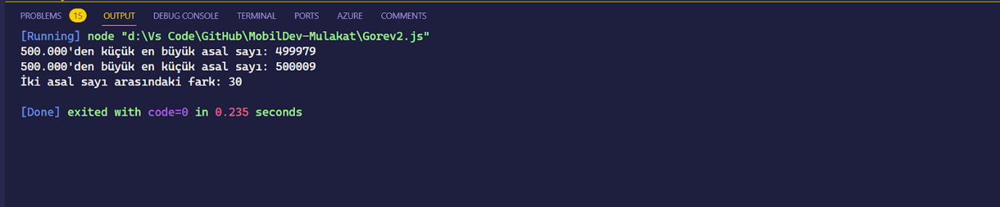 PROBLEMS 15 OUTPUT DEBUG CONSOLE TERMINAL PORTS AZURE COMMENTS
[Running] node "d:\Vs Code\GitHub\MobilDev-Mulakat\Gorev2.js"
500.000'den küçük en büyük asal sayı: 499979
500.000'den büyük en küçük asal sayı: 500009
İki asal sayı arasındaki fark: 30
[Done] exited with code=0 in 0.235 seconds